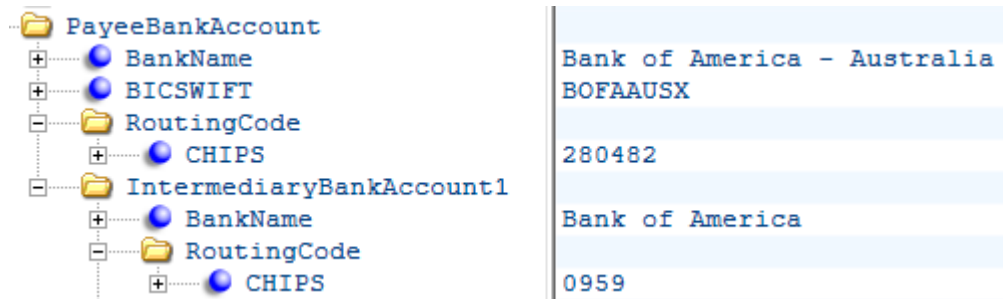 PayeeBankAccount
BankName Bank of America - Australia
BICSWIFT BOFAAUSX
RoutingCode
CHIPS 280482
IntermediaryBankAccount1
BankName Bank of America
RoutingCode
CHIPS 0959